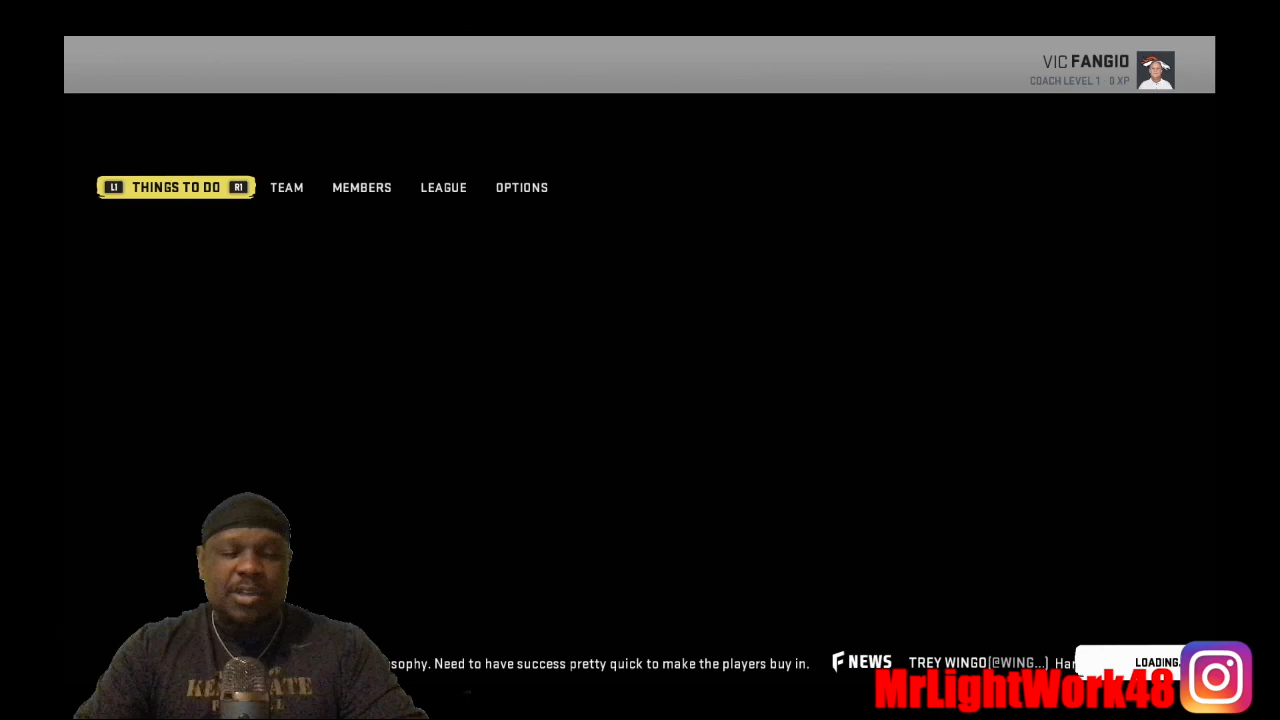 VIC FANGIO
COACH LEVEL 1 · 0 XP
L1 THINGS TO DO R1 TEAM MEMBERS LEAGUE OPTIONS
sophy. Need to have success pretty quick to make the players buy in. NEWS TREY WINGO(@WING...) Har
LOADING.
MrLightWork48